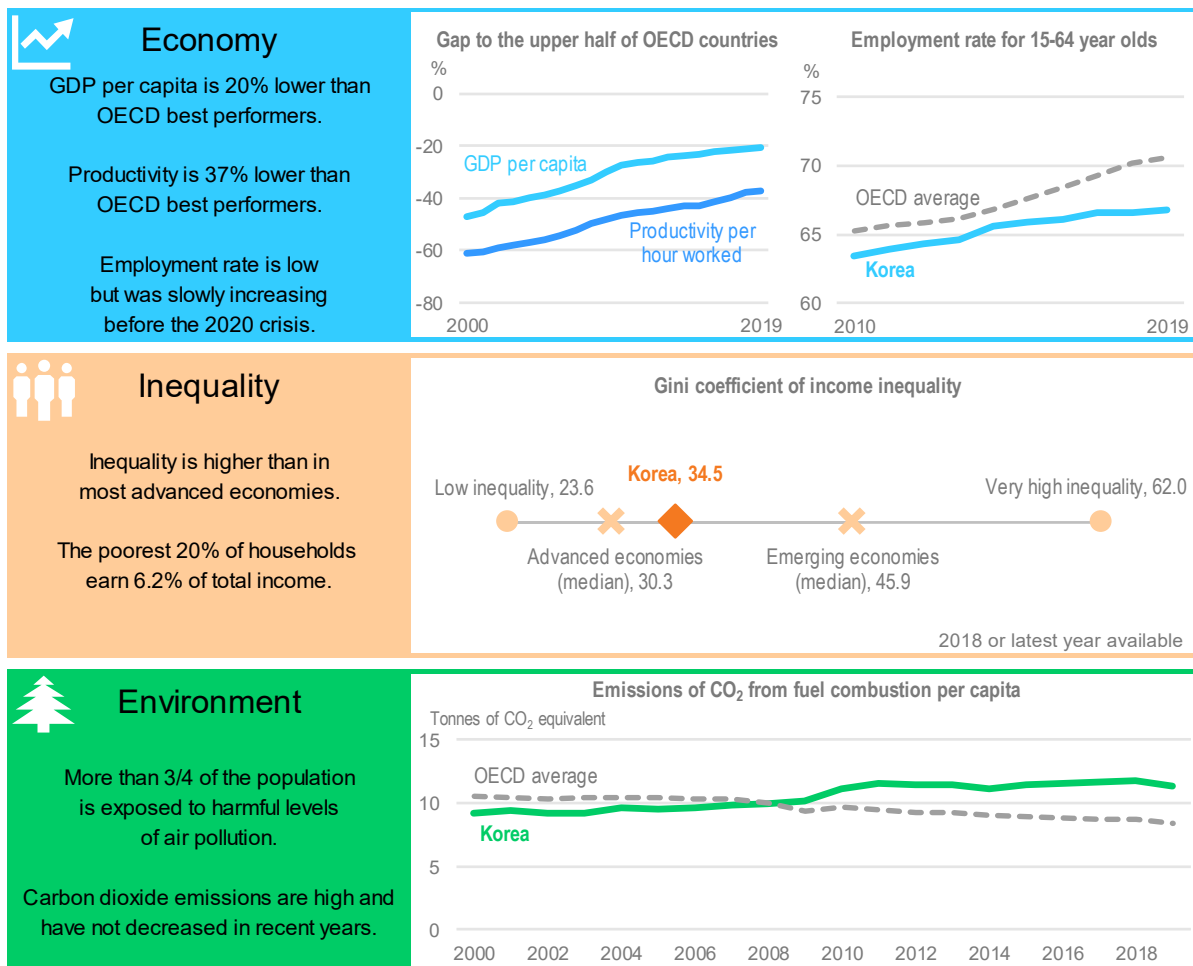 Economy
GDP per capita is 20% lower than
OECD best performers.
Productivity is 37% lower than
OECD best performers.
Employment rate is low
but was slowly increasing
before the 2020 crisis.
Gap to the upper half of OECD countries
%
0
-20
-40
-60
-80
GDP per capita
Productivity per
hour worked
2000
2019
Employment rate for 15-64 year olds
%
75
70
65
60
OECD average
Korea
2010
2019
Inequality
Inequality is higher than in
most advanced economies.
The poorest 20% of households
earn 6.2% of total income.
Gini coefficient of income inequality
Korea, 34.5
Low inequality, 23.6
Very high inequality, 62.0
Advanced economies
(median), 30.3
Emerging economies
(median), 45.9
2018 or latest year available
Environment
More than 3/4 of the population
is exposed to harmful levels
of air pollution.
Carbon dioxide emissions are high and
have not decreased in recent years.
Emissions of CO₂ from fuel combustion per capita
Tonnes of CO₂ equivalent
15
10
5
0
OECD average
Korea
2000 2002 2004 2006 2008 2010 2012 2014 2016 2018